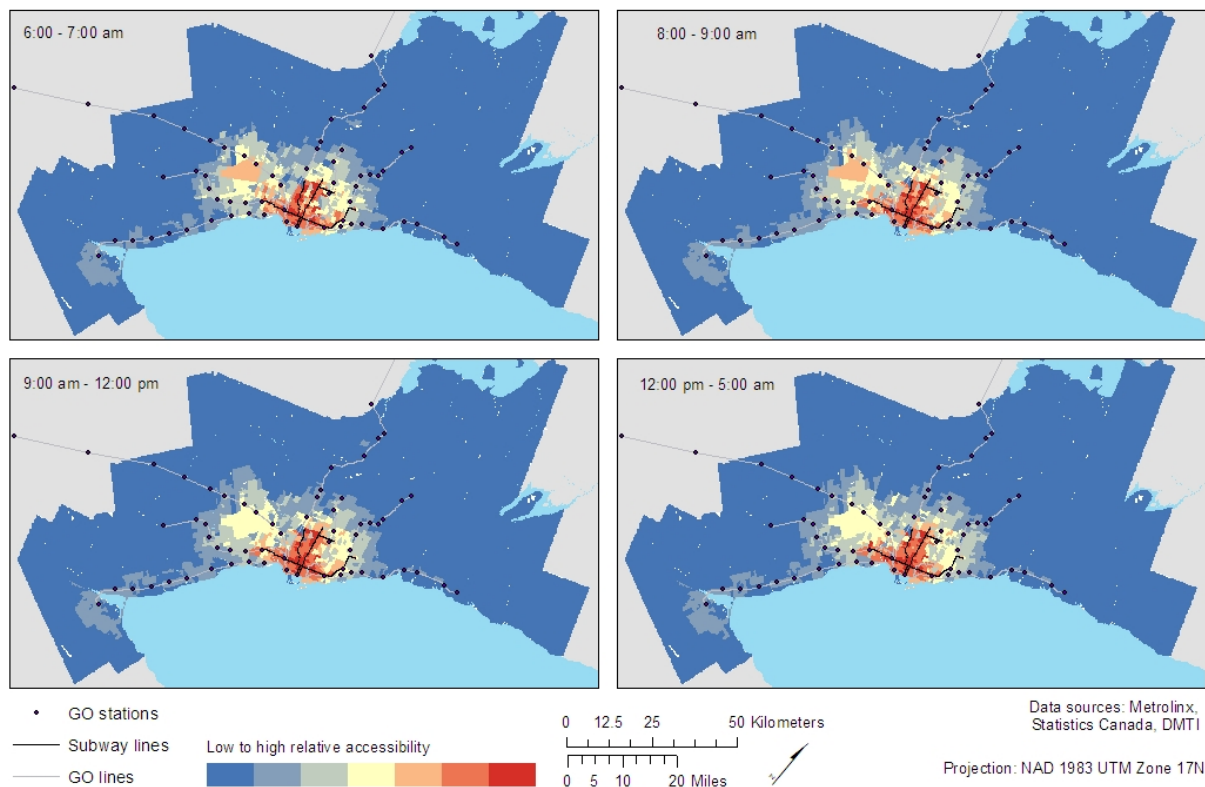 6:00 - 7:00 am
8:00 - 9:00 am
9:00 am - 12:00 pm
12:00 pm - 5:00 am
GO stations
Subway lines
GO lines
Low to high relative accessibility
0 12.5 25 50 Kilometers
0 5 10 20 Miles
Data sources: Metrolinx,
Statistics Canada, DMTI
Projection: NAD 1983 UTM Zone 17N